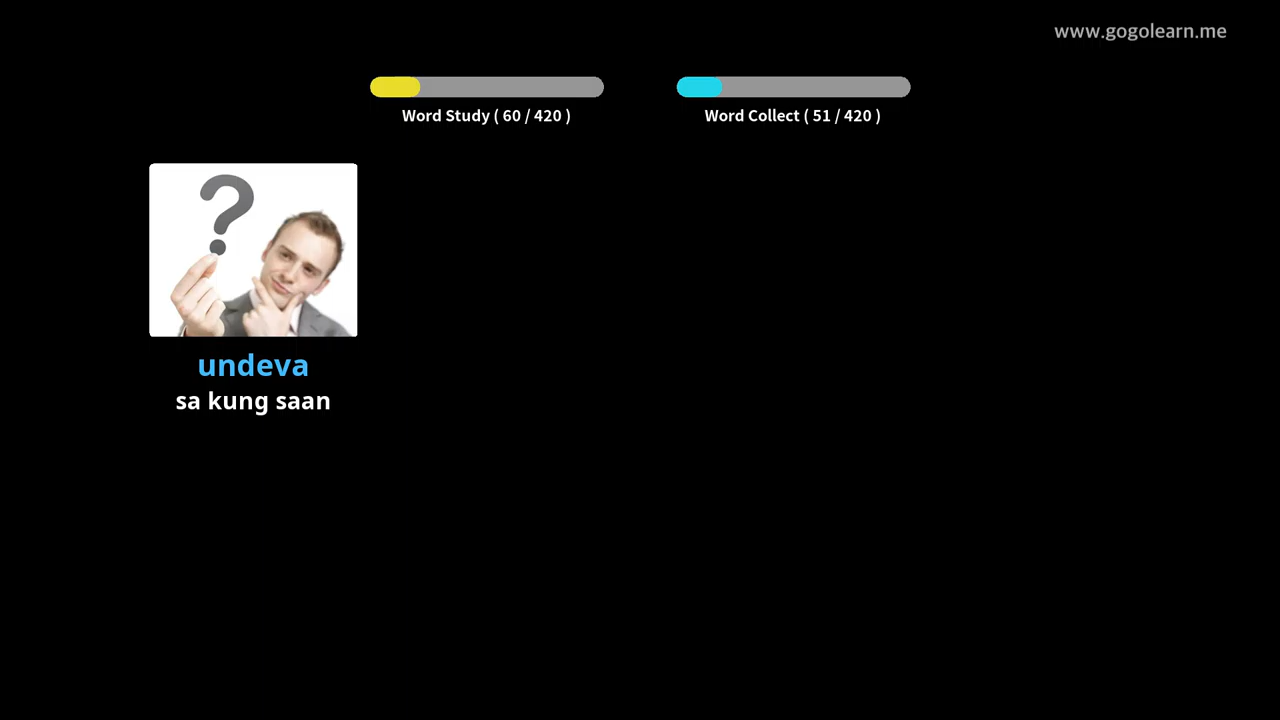 www.gogolearn.me
Word Study ( 60 / 420 )
Word Collect ( 51 / 420 )
?
undeva
sa kung saan